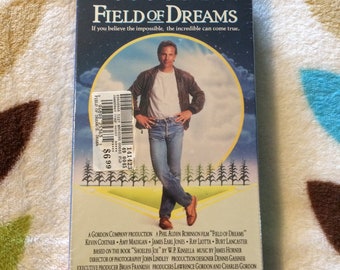 FIELD OF DREAMS
If you believe the impossible, the incredible can come true.
$6.99
A GORDON COMPANY PRODUCTION A PHIL ALDEN ROBINSON FILM "FIELD OF DREAMS"
KEVIN COSTNER · AMY MADIGAN · JAMES EARL JONES · RAY LIOTTA · BURT LANCASTER
BASED ON THE BOOK "SHOELESS JOE" BY W.P. KINSELLA MUSIC BY JAMES HORNER
DIRECTOR OF PHOTOGRAPHY JOHN LINDLEY PRODUCTION DESIGNER DENNIS GASSNER
EXECUTIVE PRODUCER BRIAN FRANKISH PRODUCERS LAWRENCE GORDON AND CHARLES GORDON